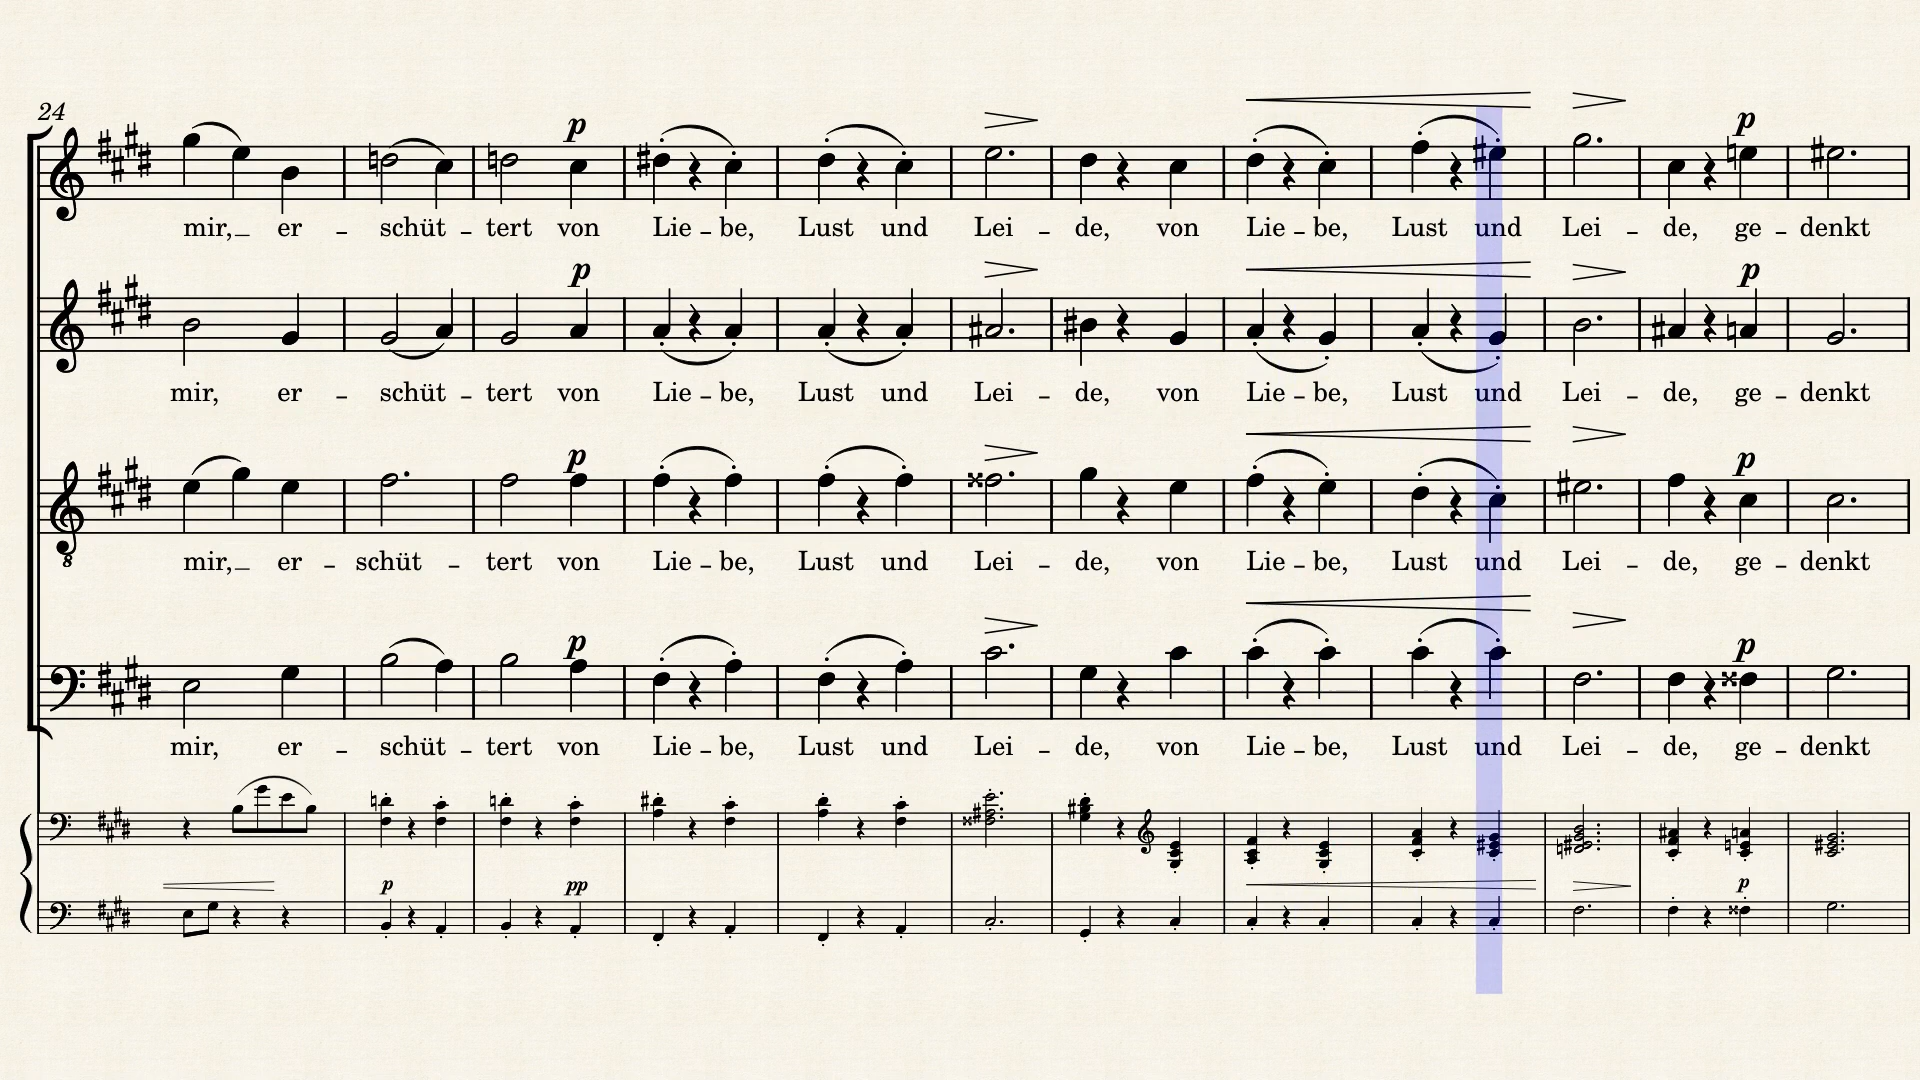 24
p
mir, er - schüt - tert von Lie - be, Lust und Lei - de, von Lie - be, Lust und Lei - de, ge - denkt
p
p
mir, er - schüt - tert von Lie - be, Lust und Lei - de, von Lie - be, Lust und Lei - de, ge - denkt
p
p
mir, er - schüt - tert von Lie - be, Lust und Lei - de, von Lie - be, Lust und Lei - de, ge - denkt
p
8
p
mir, er - schüt - tert von Lie - be, Lust und Lei - de, von Lie - be, Lust und Lei - de, ge - denkt
p
p pp p